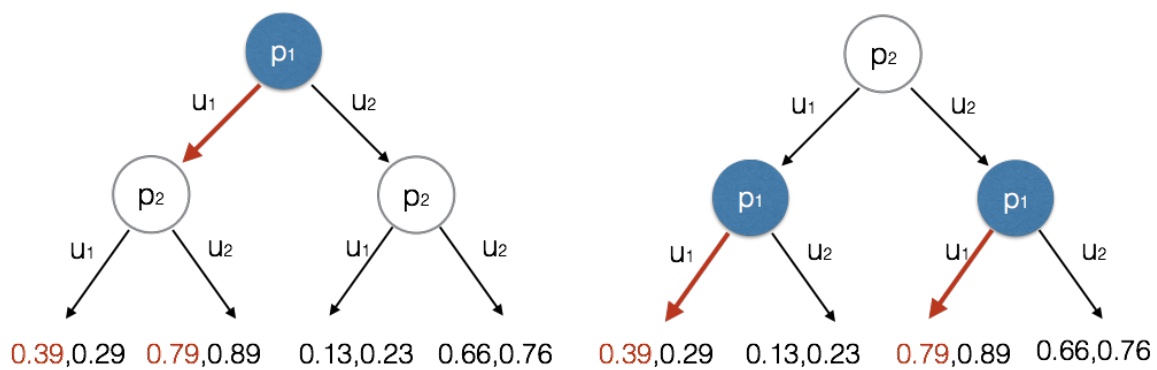 p₁
p₂
u₁
u₂
u₁
u₂
p₂
p₂
p₁
p₁
u₁
u₂
u₁
u₂
u₁
u₂
u₁
u₂
0.39,0.29 0.79,0.89 0.13,0.23 0.66,0.76
0.39,0.29 0.13,0.23 0.79,0.89 0.66,0.76